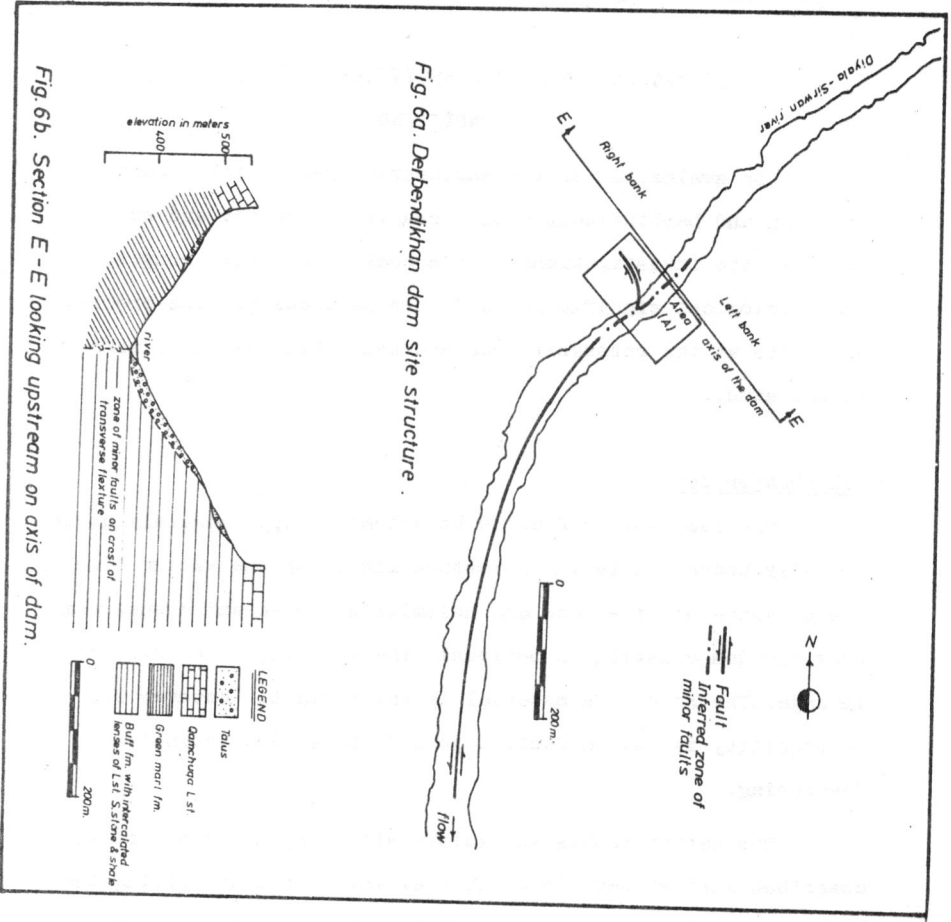 Diyala-Sirwan river
E
Right bank
Left bank
Area
(A)
axis of the dam
E
N
Fault
Inferred zone of
minor faults
0
200m.
flow
Fig. 6a. Derbendikhan dam site structure .
elevation in meters
500
400
river
zone of minor faults on crest of
transverse flexture
LEGEND
Talus
Qamchuqa L st.
Green marl fm.
Buff fm. with intercalated
lenses of L.st. S.stone & shale
0
200m.
Fig. 6b. Section E-E looking upstream on axis of dam.